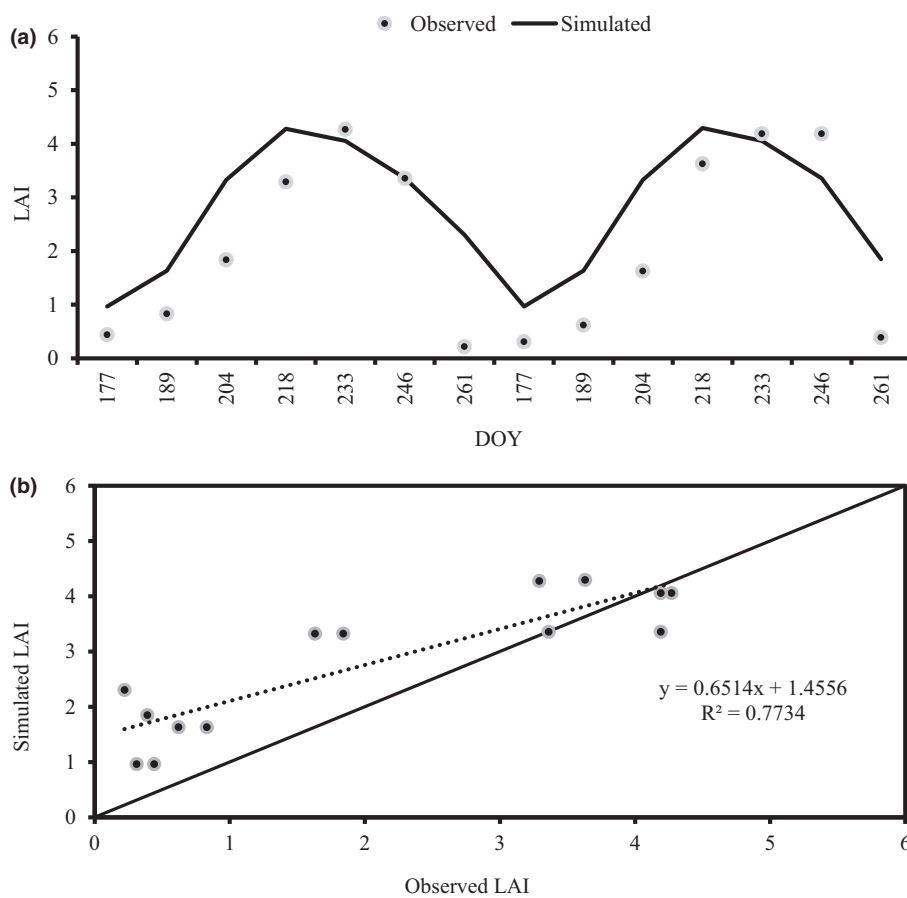 (a)
Observed Simulated
6
5
4
3
2
1
0
LAI
177 189 204 218 233 246 261 177 189 204 218 233 246 261
DOY
(b)
6
5
4
3
2
1
0
Simulated LAI
y = 0.6514x + 1.4556
R² = 0.7734
0 1 2 3 4 5 6
Observed LAI